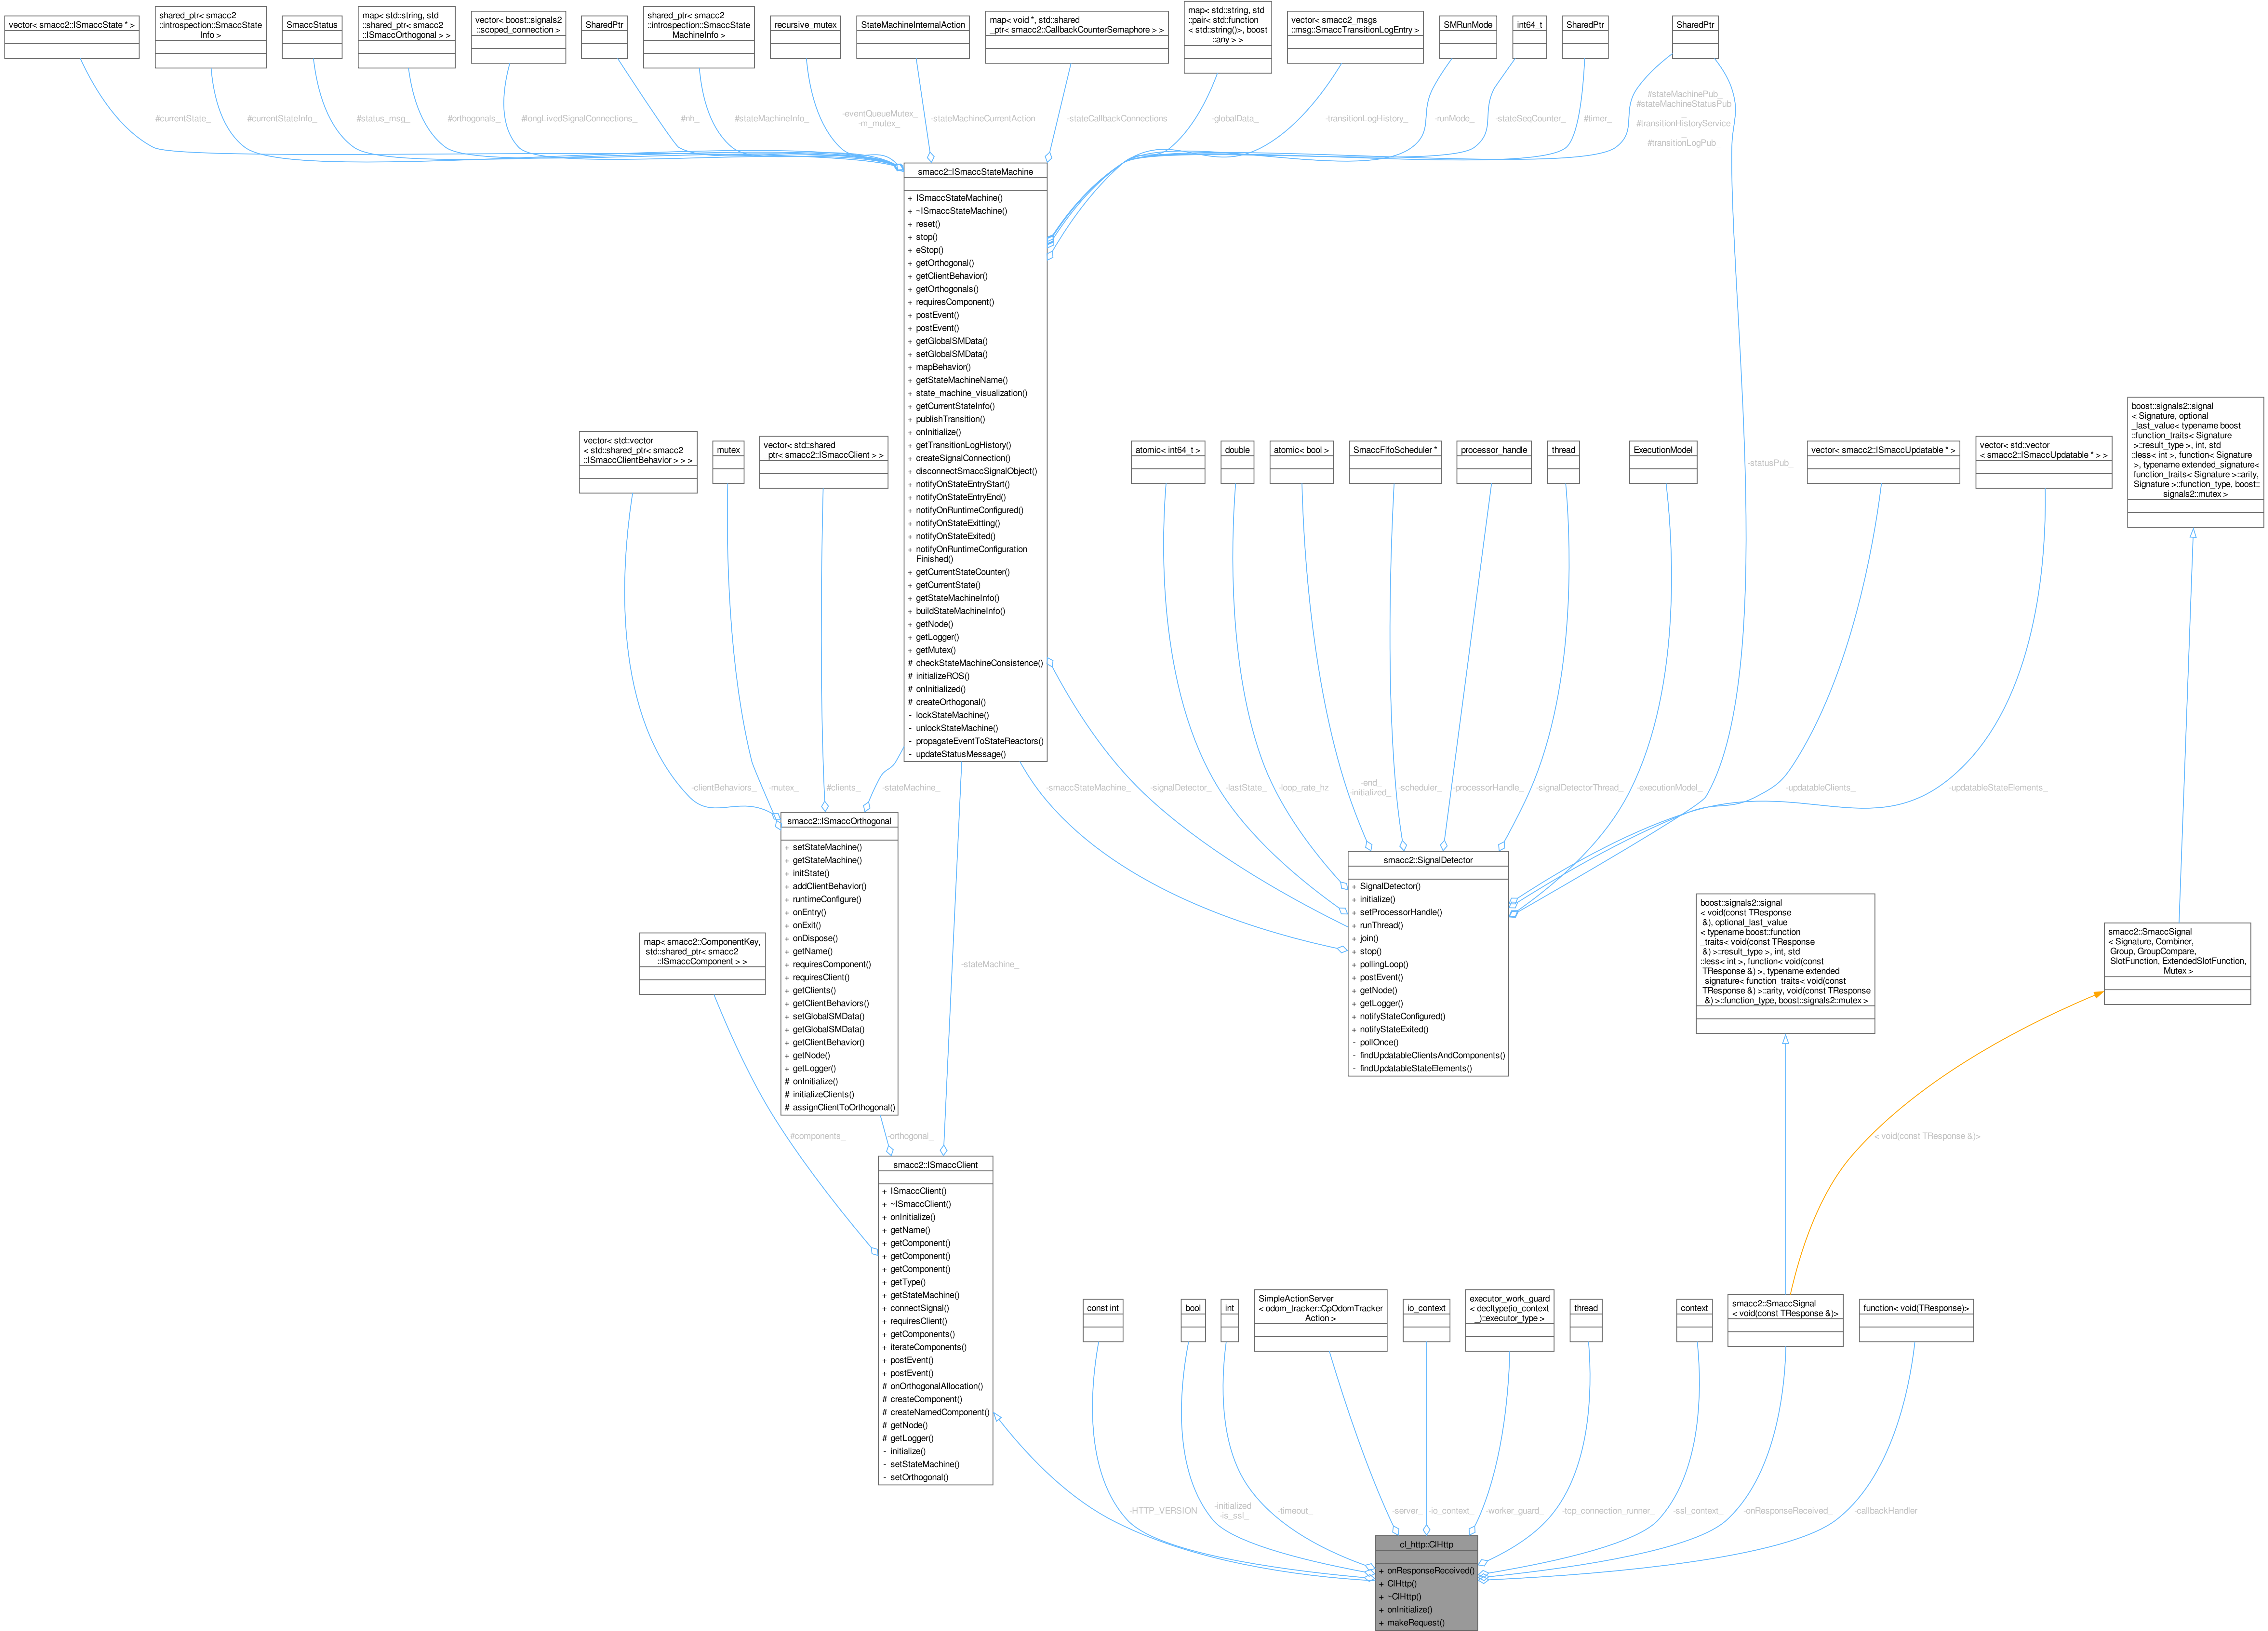 vector< smacc2::ISmaccState * >
shared_ptr< smacc2
::introspection::SmaccState
Info >
SmaccStatus
map< std::string, std
::shared_ptr< smacc2
::ISmaccOrthogonal > >
vector< boost::signals2
::scoped_connection >
SharedPtr
shared_ptr< smacc2
::introspection::SmaccState
MachineInfo >
recursive_mutex
StateMachineInternalAction
map< void *, std::shared
_ptr< smacc2::CallbackCounterSemaphore > >
map< std::string, std
::pair< std::function
< std::string()>, boost
::any > >
vector< smacc2_msgs
::msg::SmaccTransitionLogEntry >
SMRunMode
int64_t
SharedPtr
SharedPtr
#currentState_
#currentStateInfo_
#status_msg_
#orthogonals_
#longLivedSignalConnections_
#nh_
#stateMachineInfo_
-eventQueueMutex_
-m_mutex_
-stateMachineCurrentAction
-stateCallbackConnections
-globalData_
-transitionLogHistory_
-runMode_
-stateSeqCounter_
#timer_
#stateMachinePub_
#stateMachineStatusPub
_
#transitionHistoryService
_
#transitionLogPub_
smacc2::ISmaccStateMachine
+ ISmaccStateMachine()
+ ~ISmaccStateMachine()
+ reset()
+ stop()
+ eStop()
+ getOrthogonal()
+ getClientBehavior()
+ getOrthogonals()
+ requiresComponent()
+ postEvent()
+ postEvent()
+ getGlobalSMData()
+ setGlobalSMData()
+ mapBehavior()
+ getStateMachineName()
+ state_machine_visualization()
+ getCurrentStateInfo()
+ publishTransition()
+ onInitialize()
+ getTransitionLogHistory()
+ createSignalConnection()
+ disconnectSmaccSignalObject()
+ notifyOnStateEntryStart()
+ notifyOnStateEntryEnd()
+ notifyOnRuntimeConfigured()
+ notifyOnStateExitting()
+ notifyOnStateExited()
+ notifyOnRuntimeConfiguration
Finished()
+ getCurrentStateCounter()
+ getCurrentState()
+ getStateMachineInfo()
+ buildStateMachineInfo()
+ getNode()
+ getLogger()
+ getMutex()
# checkStateMachineConsistence()
# initializeROS()
# onInitialized()
# createOrthogonal()
- lockStateMachine()
- unlockStateMachine()
- propagateEventToStateReactors()
- updateStatusMessage()
vector< std::vector
< std::shared_ptr< smacc2
::ISmaccClientBehavior > > >
mutex
vector< std::shared
_ptr< smacc2::ISmaccClient > >
atomic< int64_t >
double
atomic< bool >
SmaccFifoScheduler *
processor_handle
thread
ExecutionModel
-statusPub_
vector< smacc2::ISmaccUpdatable * >
vector< std::vector
< smacc2::ISmaccUpdatable * > >
boost::signals2::signal
< Signature, optional
_last_value< typename boost
::function_traits< Signature
>::result_type >, int, std
::less< int >, function< Signature
>, typename extended_signature<
function_traits< Signature >::arity,
Signature >::function_type, boost::
signals2::mutex >
-clientBehaviors_
-mutex_
#clients_
-stateMachine_
-smaccStateMachine_
-signalDetector_
-lastState_
-loop_rate_hz
-end_
-initialized_
-scheduler_
-processorHandle_
-signalDetectorThread_
-executionModel_
-updatableClients_
-updatableStateElements_
smacc2::ISmaccOrthogonal
+ setStateMachine()
+ getStateMachine()
+ initState()
+ addClientBehavior()
+ runtimeConfigure()
+ onEntry()
+ onExit()
+ onDispose()
+ getName()
+ requiresComponent()
+ requiresClient()
+ getClients()
+ getClientBehaviors()
+ setGlobalSMData()
+ getGlobalSMData()
+ getClientBehavior()
+ getNode()
+ getLogger()
# onInitialize()
# initializeClients()
# assignClientToOrthogonal()
smacc2::SignalDetector
+ SignalDetector()
+ initialize()
+ setProcessorHandle()
+ runThread()
+ join()
+ stop()
+ pollingLoop()
+ postEvent()
+ getNode()
+ getLogger()
+ notifyStateConfigured()
+ notifyStateExited()
- pollOnce()
- findUpdatableClientsAndComponents()
- findUpdatableStateElements()
map< smacc2::ComponentKey,
std::shared_ptr< smacc2
::ISmaccComponent > >
-stateMachine_
boost::signals2::signal
< void(const TResponse
&), optional_last_value
< typename boost::function
_traits< void(const TResponse
&) >::result_type >, int, std
::less< int >, function< void(const
TResponse &) >, typename extended
_signature< function_traits< void(const
TResponse &) >::arity, void(const TResponse
&) >::function_type, boost::signals2::mutex >
smacc2::SmaccSignal
< Signature, Combiner,
Group, GroupCompare,
SlotFunction, ExtendedSlotFunction,
Mutex >
#components_
-orthogonal_
< void(const TResponse &)>
smacc2::ISmaccClient
+ ISmaccClient()
+ ~ISmaccClient()
+ onInitialize()
+ getName()
+ getComponent()
+ getComponent()
+ getComponent()
+ getType()
+ getStateMachine()
+ connectSignal()
+ requiresClient()
+ getComponents()
+ iterateComponents()
+ postEvent()
+ postEvent()
# onOrthogonalAllocation()
# createComponent()
# createNamedComponent()
# getNode()
# getLogger()
- initialize()
- setStateMachine()
- setOrthogonal()
const int
bool
int
SimpleActionServer
< odom_tracker::CpOdomTracker
Action >
io_context
executor_work_guard
< decltype(io_context
_)::executor_type >
thread
context
smacc2::SmaccSignal
< void(const TResponse &)>
function< void(TResponse)>
-HTTP_VERSION
-initialized_
-is_ssl_
-timeout_
-server_
-io_context_
-worker_guard_
-tcp_connection_runner_
-ssl_context_
-onResponseReceived_
-callbackHandler
cl_http::ClHttp
+ onResponseReceived()
+ ClHttp()
+ ~ClHttp()
+ onInitialize()
+ makeRequest()